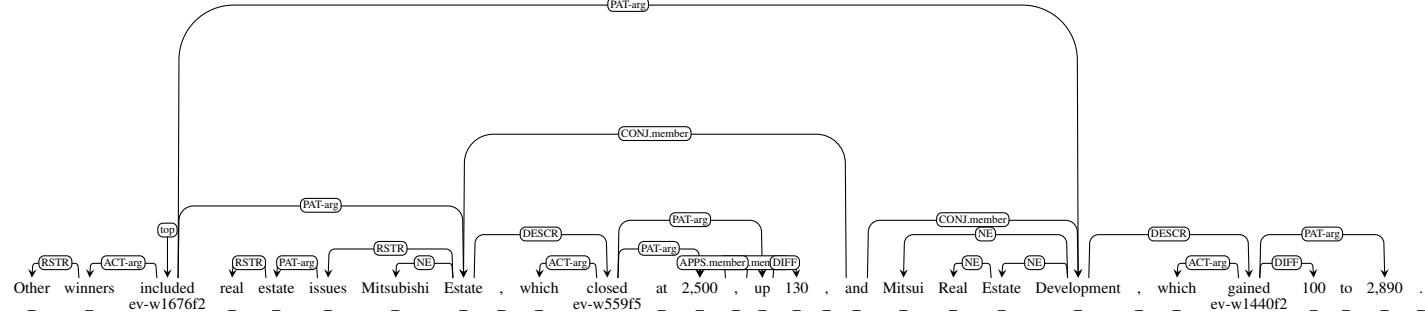 PAT-arg
CONJ.member
PAT-arg
PAT-arg CONJ.member
top DESCR NE DESCR PAT-arg
RSTR PAT-arg
RSTR ACT-arg RSTR PAT-arg NE ACT-arg APPS.member DIFF NE NE ACT-arg DIFF
Other winners included real estate issues Mitsubishi Estate , which closed at 2,500 , up 130 , and Mitsui Real Estate Development , which gained 100 to 2,890 .
ev-w1676f2 ev-w559f5 ev-w1440f2